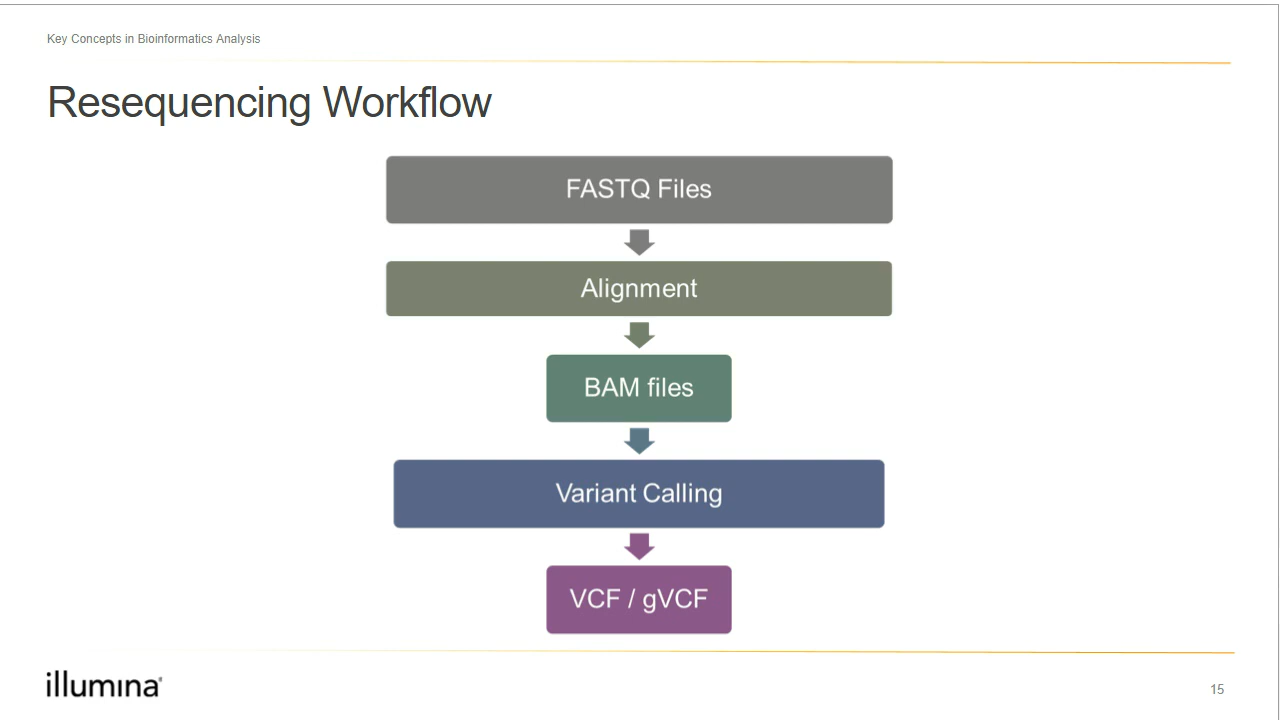 Key Concepts in Bioinformatics Analysis
Resequencing Workflow
FASTQ Files
Alignment
BAM files
Variant Calling
VCF / gVCF
illumina®
15